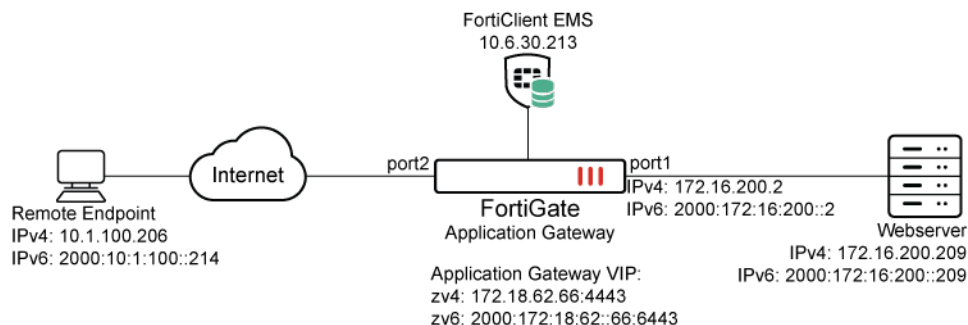 FortiClient EMS
10.6.30.213
Internet
port2
port1
Remote Endpoint
IPv4: 10.1.100.206
IPv6: 2000:10:1:100::214
FortiGate
Application Gateway
IPv4: 172.16.200.2
IPv6: 2000:172:16:200::2
Webserver
IPv4: 172.16.200.209
IPv6: 2000:172:16:200::209
Application Gateway VIP:
zv4: 172.18.62.66:4443
zv6: 2000:172:18:62::66:6443